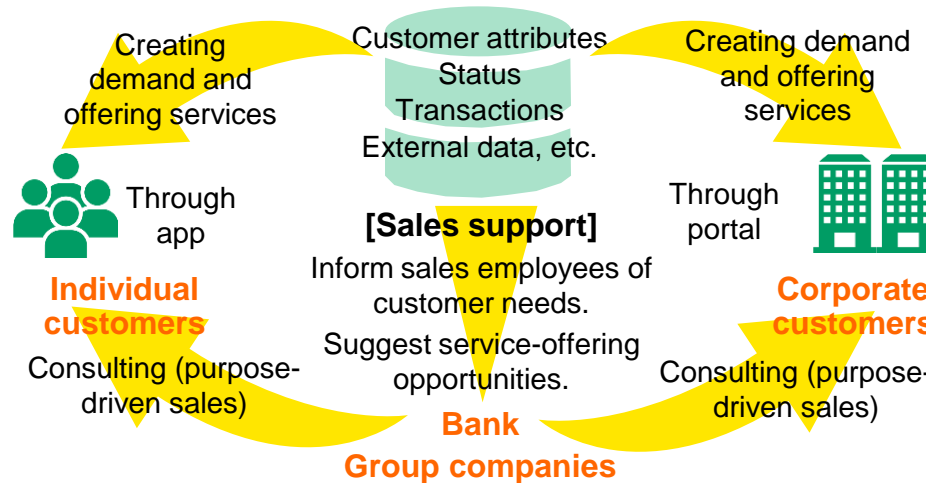 Creating
demand and
offering services
Customer attributes
Status
Transactions
External data, etc.
Creating demand
and offering
services
Through
app
Through
portal
[Sales support]
Inform sales employees of
customer needs.
Suggest service-offering
opportunities.
Individual
customers
Corporate
customers
Consulting (purpose-
driven sales)
Consulting (purpose-
driven sales)
Bank
Group companies